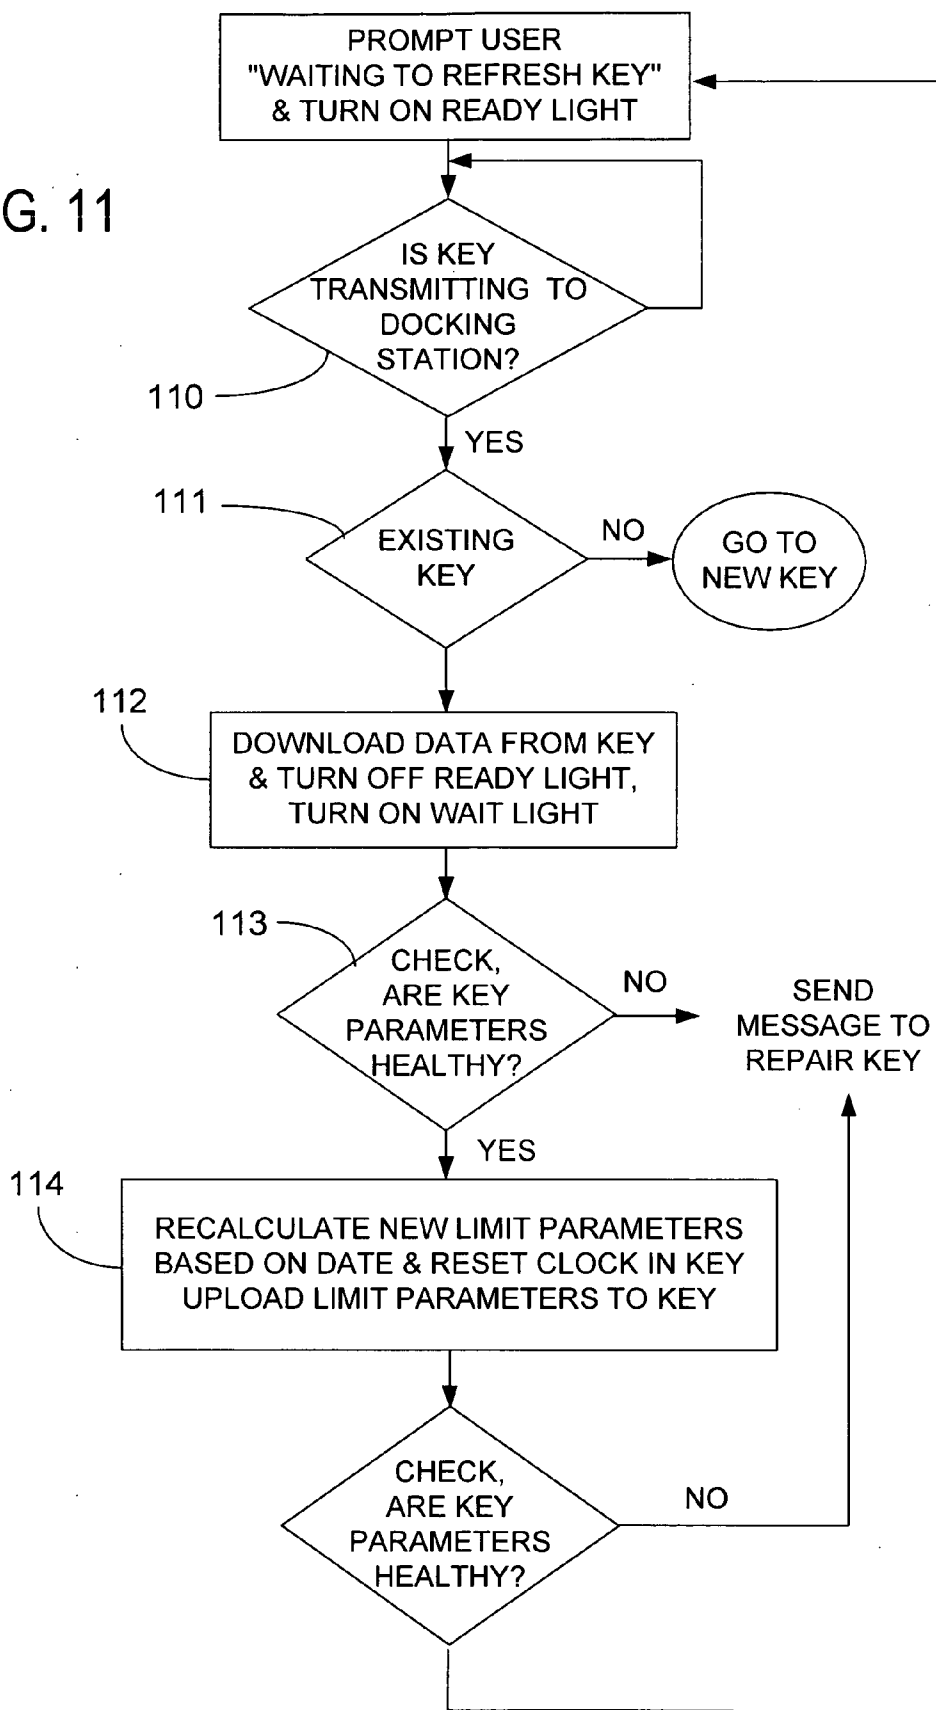 PROMPT USER
"WAITING TO REFRESH KEY"
& TURN ON READY LIGHT
G. 11
IS KEY
TRANSMITTING TO
DOCKING
STATION?
110
YES
111
EXISTING
KEY
NO
GO TO
NEW KEY
112
DOWNLOAD DATA FROM KEY
& TURN OFF READY LIGHT,
TURN ON WAIT LIGHT
113
CHECK,
ARE KEY
PARAMETERS
HEALTHY?
NO
SEND
MESSAGE TO
REPAIR KEY
YES
114
RECALCULATE NEW LIMIT PARAMETERS
BASED ON DATE & RESET CLOCK IN KEY
UPLOAD LIMIT PARAMETERS TO KEY
CHECK,
ARE KEY
PARAMETERS
HEALTHY?
NO